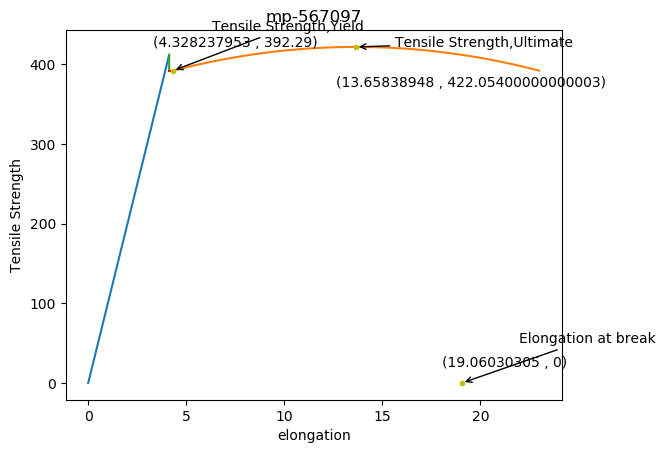 mp-567097
Tensile Strength,Yield
(4.328237953 , 392.29)
Tensile Strength,Ultimate
(13.65838948 , 422.05400000000003)
Elongation at break
(19.06030305 , 0)
400
300
200
100
0
Tensile Strength
0 5 10 15 20
elongation